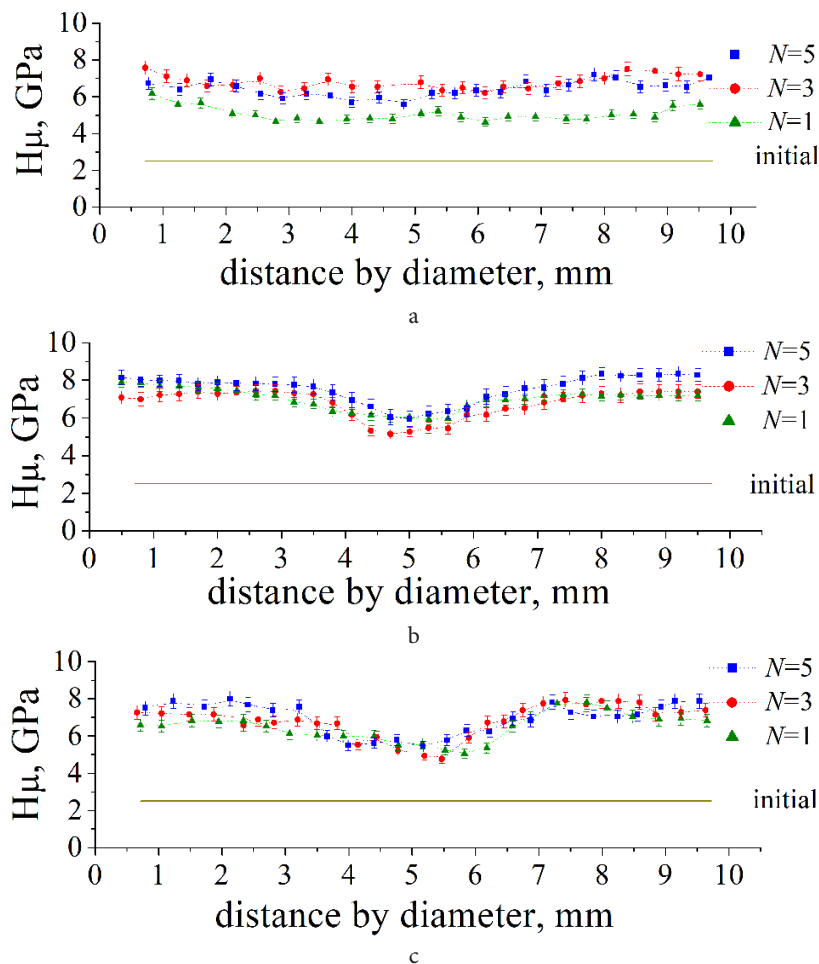 10
8
6
4
2
0
Hμ, GPa
N=5
N=3
N=1
initial
0 1 2 3 4 5 6 7 8 9 10
distance by diameter, mm
a
10
8
6
4
2
0
Hμ, GPa
N=5
N=3
N=1
initial
0 1 2 3 4 5 6 7 8 9 10
distance by diameter, mm
b
10
8
6
4
2
0
Hμ, GPa
N=5
N=3
N=1
initial
0 1 2 3 4 5 6 7 8 9 10
distance by diameter, mm
c